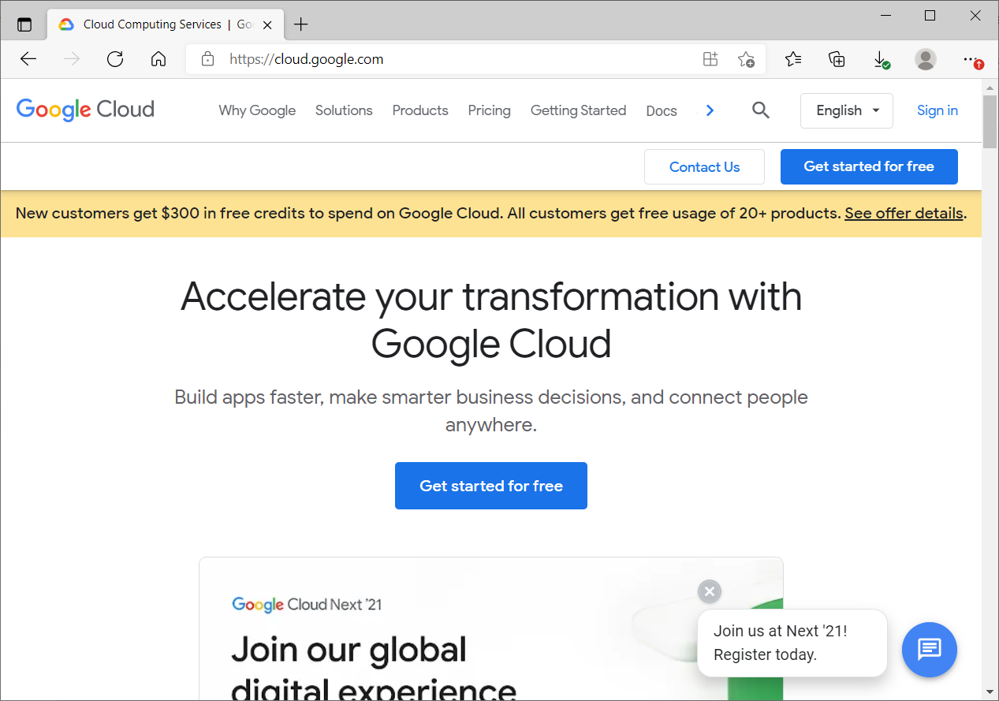 Cloud Computing Services | Go
https://cloud.google.com
Google Cloud
Why Google
Solutions
Products
Pricing
Getting Started
Docs
English
Sign in
Contact Us
Get started for free
New customers get $300 in free credits to spend on Google Cloud. All customers get free usage of 20+ products. See offer details.
Accelerate your transformation with
Google Cloud
Build apps faster, make smarter business decisions, and connect people
anywhere.
Get started for free
Google Cloud Next '21
Join our global
digital experience
Join us at Next '21!
Register today.